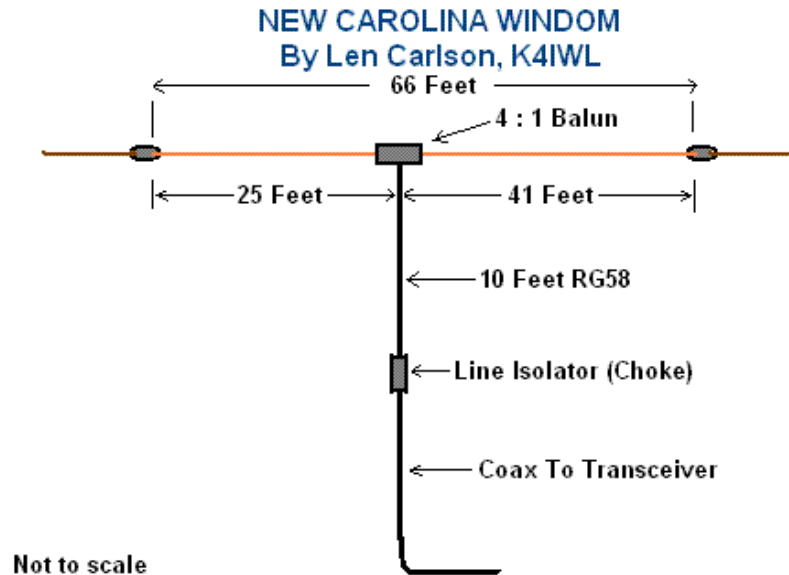 NEW CAROLINA WINDOM
By Len Carlson, K4IWL
66 Feet
4 : 1 Balun
25 Feet
41 Feet
10 Feet RG58
Line Isolator (Choke)
Coax To Transceiver
Not to scale